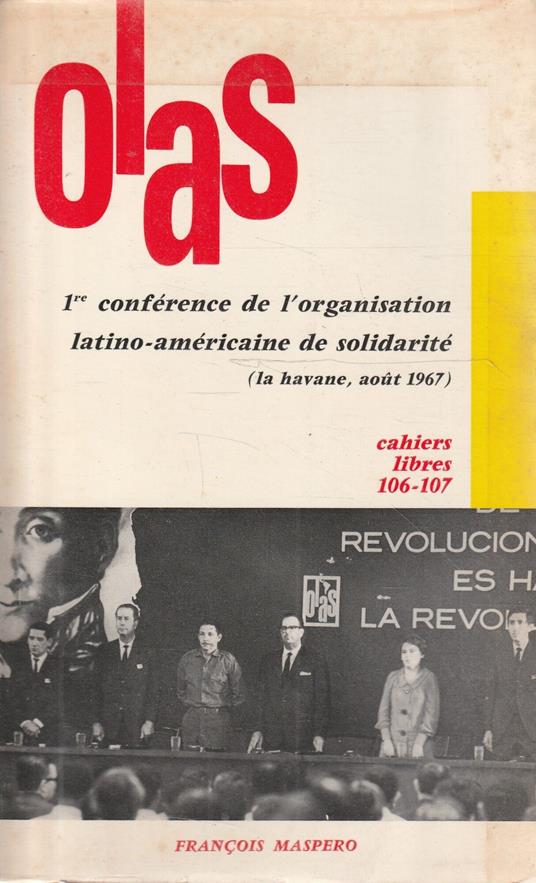 olas
1re conférence de l'organisation
latino-américaine de solidarité
(la havane, août 1967)
cahiers
libres
106-107
DE
REVOLUCION
ES HA
olas
LA REVOL
FRANÇOIS MASPERO